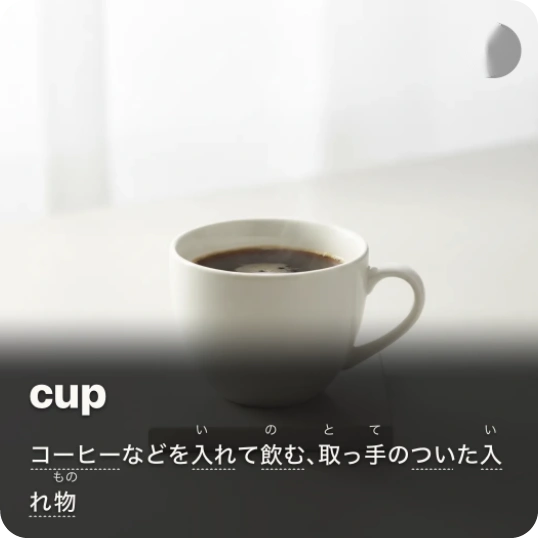 cup
い の と て い
コーヒーなどを入れて飲む、取っ手のついた入
もの
れ物